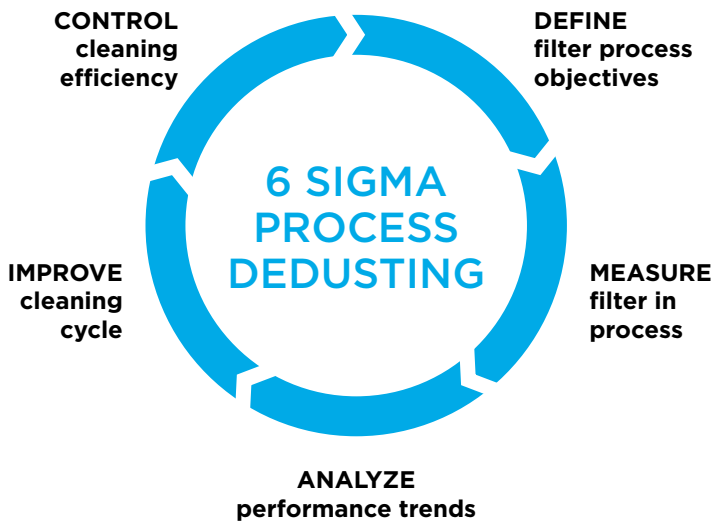 6 SIGMA
PROCESS
DEDUSTING
DEFINE
filter process
objectives
MEASURE
filter in
process
ANALYZE
performance trends
IMPROVE
cleaning
cycle
CONTROL
cleaning
efficiency